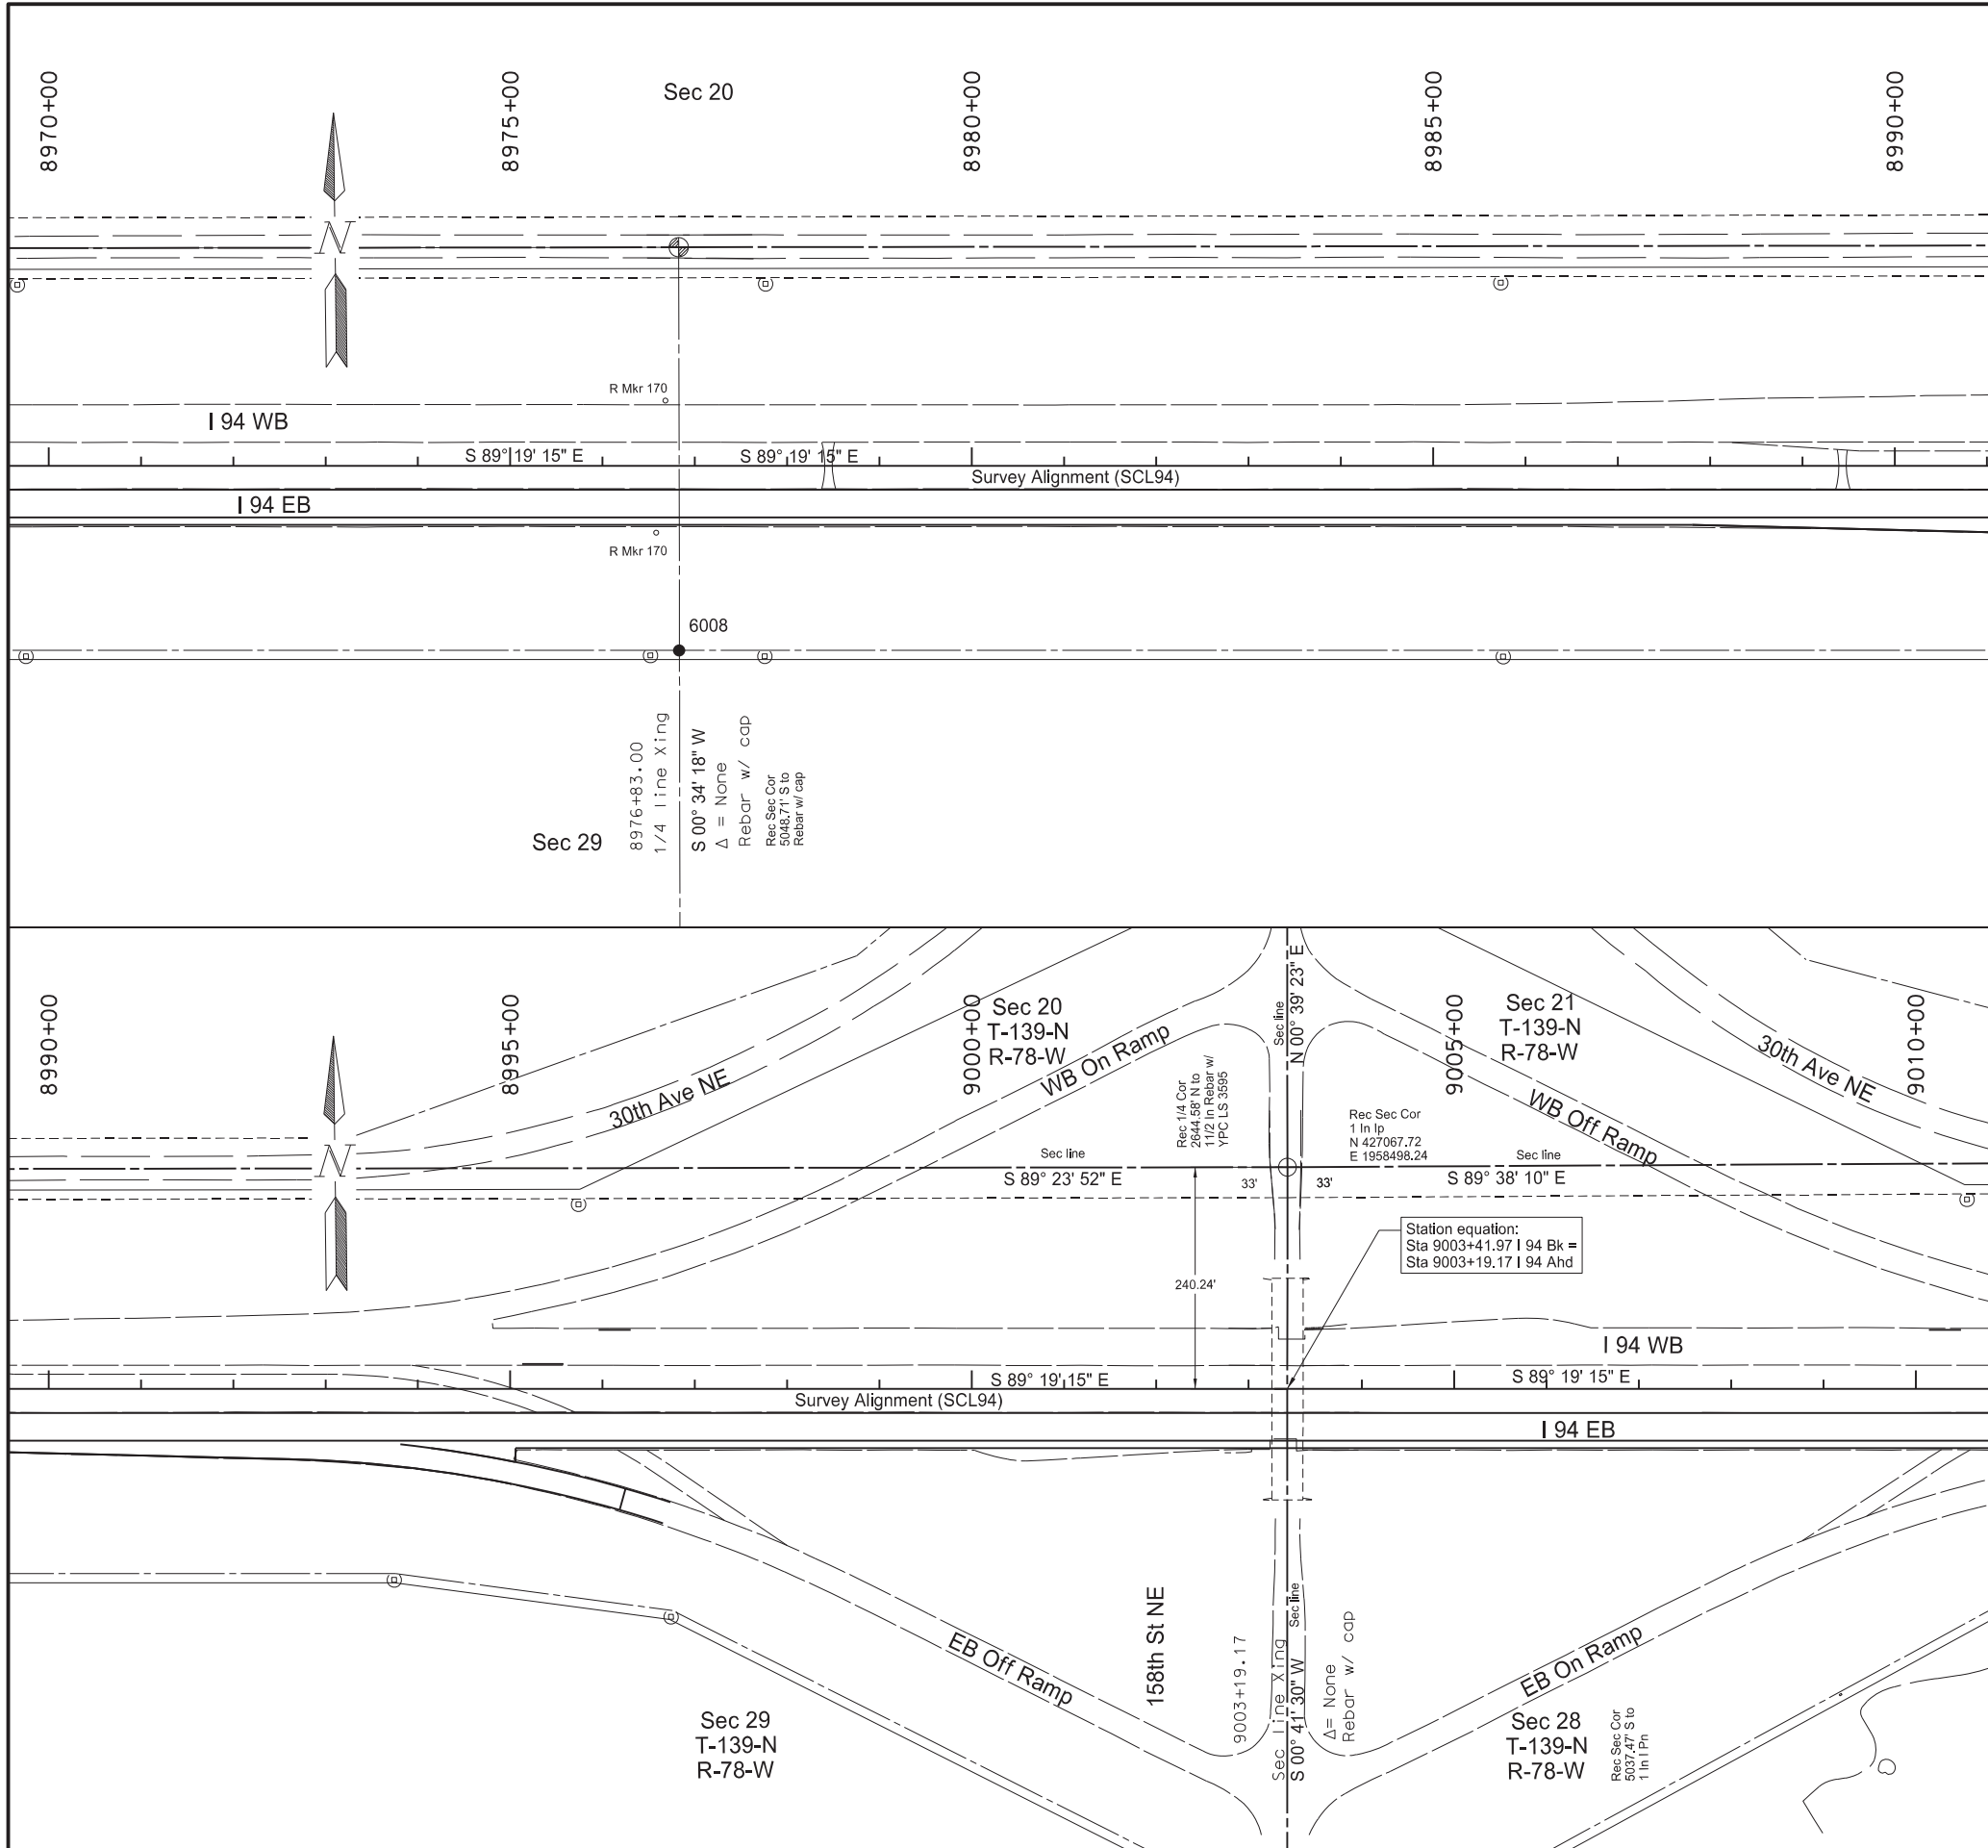 8970+00
8975+00
Sec 20
8980+00
8985+00
8990+00
N
R Mkr 170
I 94 WB
S 89° 19' 15" E
S 89° 19' 15" E
Survey Alignment (SCL94)
I 94 EB
R Mkr 170
6008
8976+83.00
1/4 line Xing
S 00° 34' 18" W
Δ = None
Rebar w/ cap
Rec Sec Cor
5048.71' S to
Rebar w/ cap
Sec 29
8990+00
8995+00
9000+00
Sec 20
T-139-N
R-78-W
Sec line
N 00° 39' 23" E
9005+00
Sec 21
T-139-N
R-78-W
9010+00
30th Ave NE
WB On Ramp
WB Off Ramp
30th Ave NE
N
Rec 1/4 Cor
2644.58' N to
11/2 In Rebar w/
YPC LS 3595
Rec Sec Cor
1 In Ip
N 427067.72
E 1958498.24
Sec line
S 89° 23' 52" E
33'
33'
Sec line
S 89° 38' 10" E
Station equation:
Sta 9003+41.97 I 94 Bk =
Sta 9003+19.17 I 94 Ahd
240.24'
I 94 WB
S 89° 19' 15" E
S 89° 19' 15" E
Survey Alignment (SCL94)
I 94 EB
EB Off Ramp
158th St NE
9003+19.17
Sec line Xing
S 00° 41' 30" W
Sec line
Δ= None
Rebar w/ cap
EB On Ramp
Sec 29
T-139-N
R-78-W
Sec 28
T-139-N
R-78-W
Rec Sec Cor
5037.47' S to
1 In I Pn